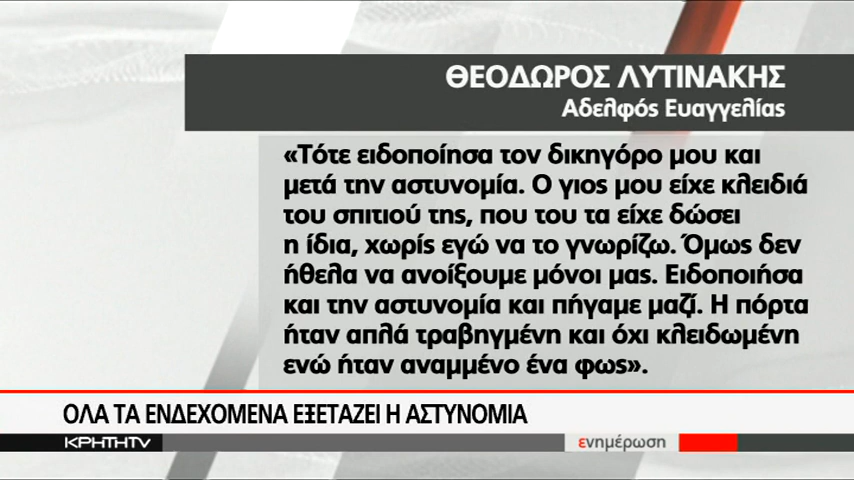 ΘΕΟΔΩΡΟΣ ΛΥΤΙΝΑΚΗΣ
Αδελφός Ευαγγελίας
«Τότε ειδοποίησα τον δικηγόρο μου και
μετά την αστυνομία. Ο γιος μου είχε κλειδιά
του σπιτιού της, που του τα είχε δώσει
η ίδια, χωρίς εγώ να το γνωρίζω. Όμως δεν
ήθελα να ανοίξουμε μόνοι μας. Ειδοποιήσα
και την αστυνομία και πήγαμε μαζί. Η πόρτα
ήταν απλά τραβηγμένη και όχι κλειδωμένη
ενώ ήταν αναμμένο ένα φως».
ΟΛΑ ΤΑ ΕΝΔΕΧΟΜΕΝΑ ΕΞΕΤΑΖΕΙ Η ΑΣΤΥΝΟΜΙΑ
ΚΡΗΤΗTV
ενημέρωση